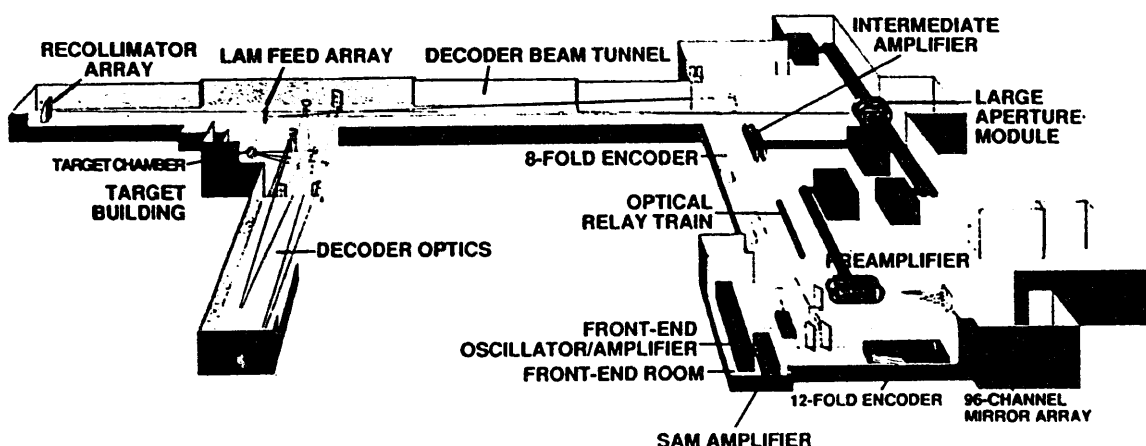 RECOLLIMATOR
ARRAY
LAM FEED ARRAY
DECODER BEAM TUNNEL
INTERMEDIATE
AMPLIFIER
LARGE
APERTURE
MODULE
TARGET CHAMBER
TARGET
BUILDING
8-FOLD ENCODER
OPTICAL
RELAY TRAIN
DECODER OPTICS
PREAMPLIFIER
FRONT-END
OSCILLATOR/AMPLIFIER
FRONT-END ROOM
12-FOLD ENCODER
96-CHANNEL
MIRROR ARRAY
SAM AMPLIFIER